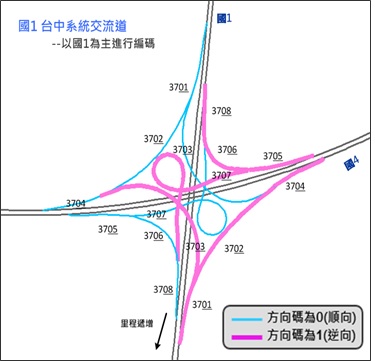 國1 台中系統交流道
--以國1為主進行編碼
國1
3701
3708
3702
3703
3706
3705
3707
國4
3704
3704
3707
3705
3706
3703
3702
3708
3701
里程遞增
方向碼為0(順向)
方向碼為1(逆向)